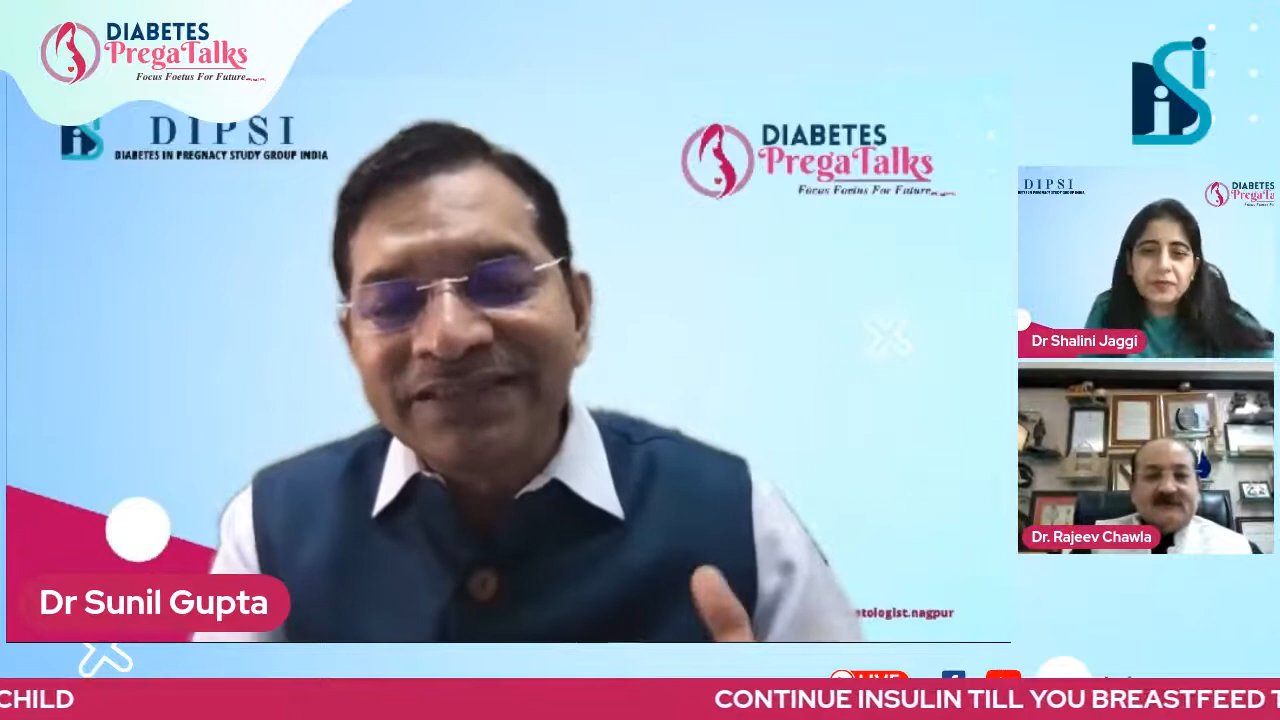 DIABETES
PregaTalks
Focus Foetus For Future
DIPSI
DIABETES IN PREGNANCY STUDY GROUP INDIA
DIABETES
PregaTalks
Focus Foetus For Future
DIPSI
DIABETES
Dr Shalini Jaggi
Dr. Rajeev Chawla
Dr Sunil Gupta
etologist.nagpur
LIVE
CHILD
CONTINUE INSULIN TILL YOU BREASTFEED T